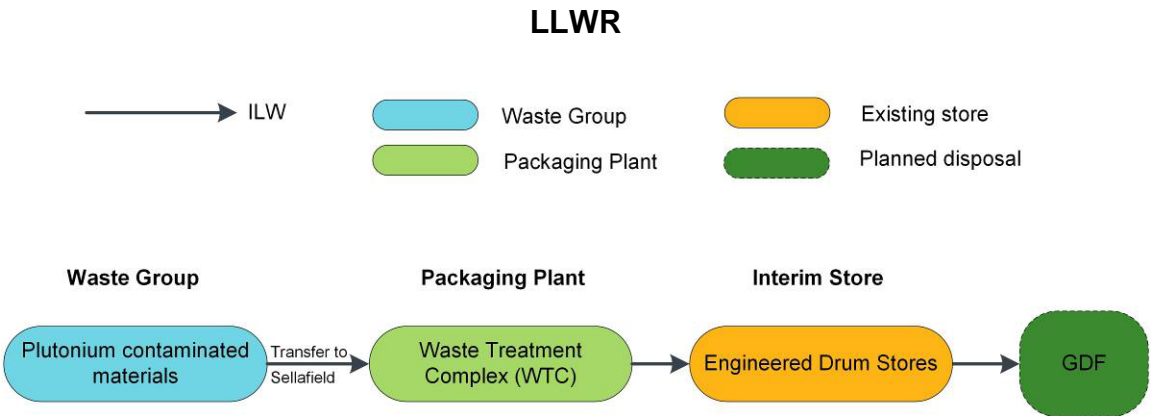 LLWR
ILW
Waste Group
Existing store
Packaging Plant
Planned disposal
Waste Group
Packaging Plant
Interim Store
Plutonium contaminated
materials
Transfer to
Sellafield
Waste Treatment
Complex (WTC)
Engineered Drum Stores
GDF